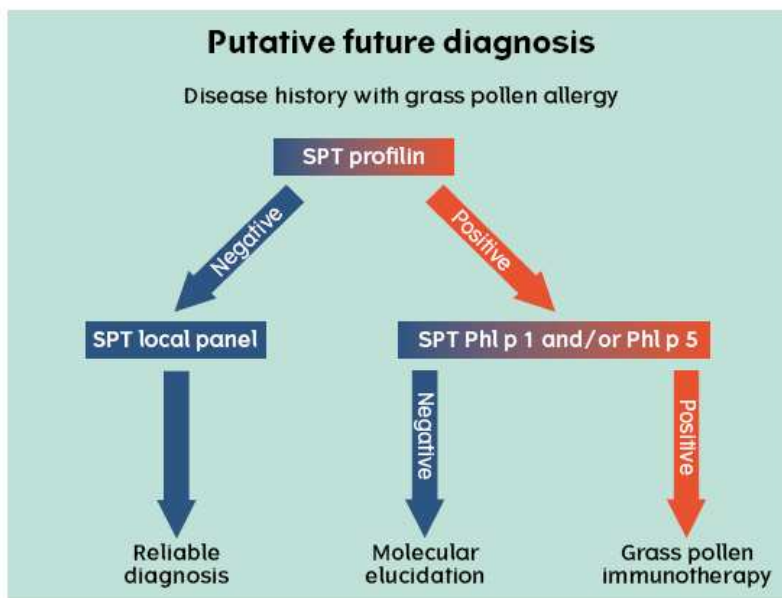 Putative future diagnosis
Disease history with grass pollen allergy
SPT profilin
Negative
Positive
SPT local panel
SPT Phl p 1 and/or Phl p 5
Negative
Positive
Reliable
diagnosis
Molecular
elucidation
Grass pollen
immunotherapy